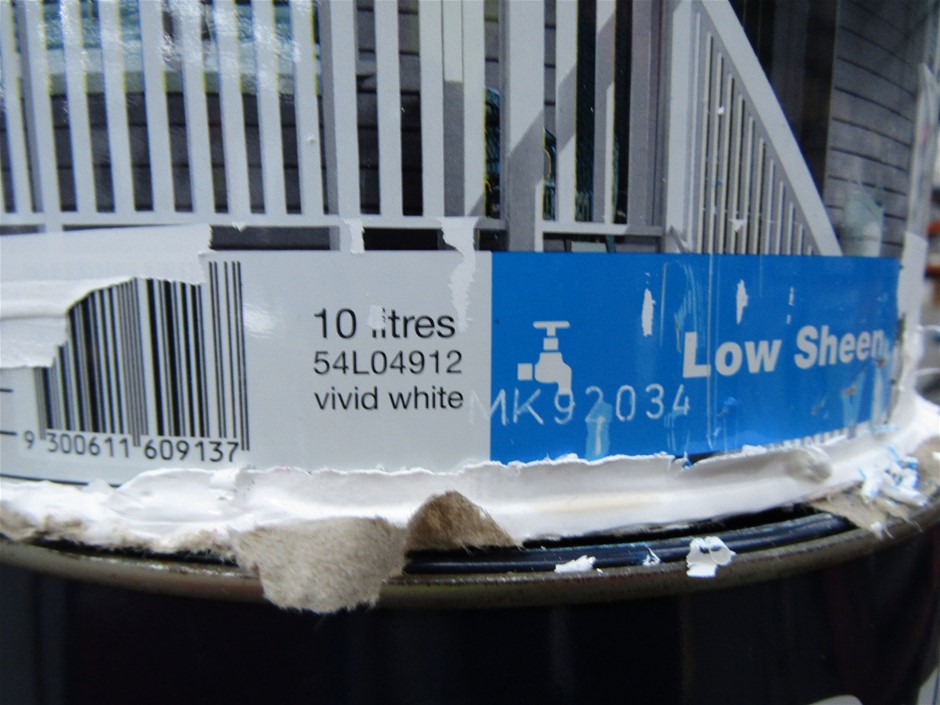 10 litres
54L04912
vivid white
Low Sheen
MK92034
9 300611 609137